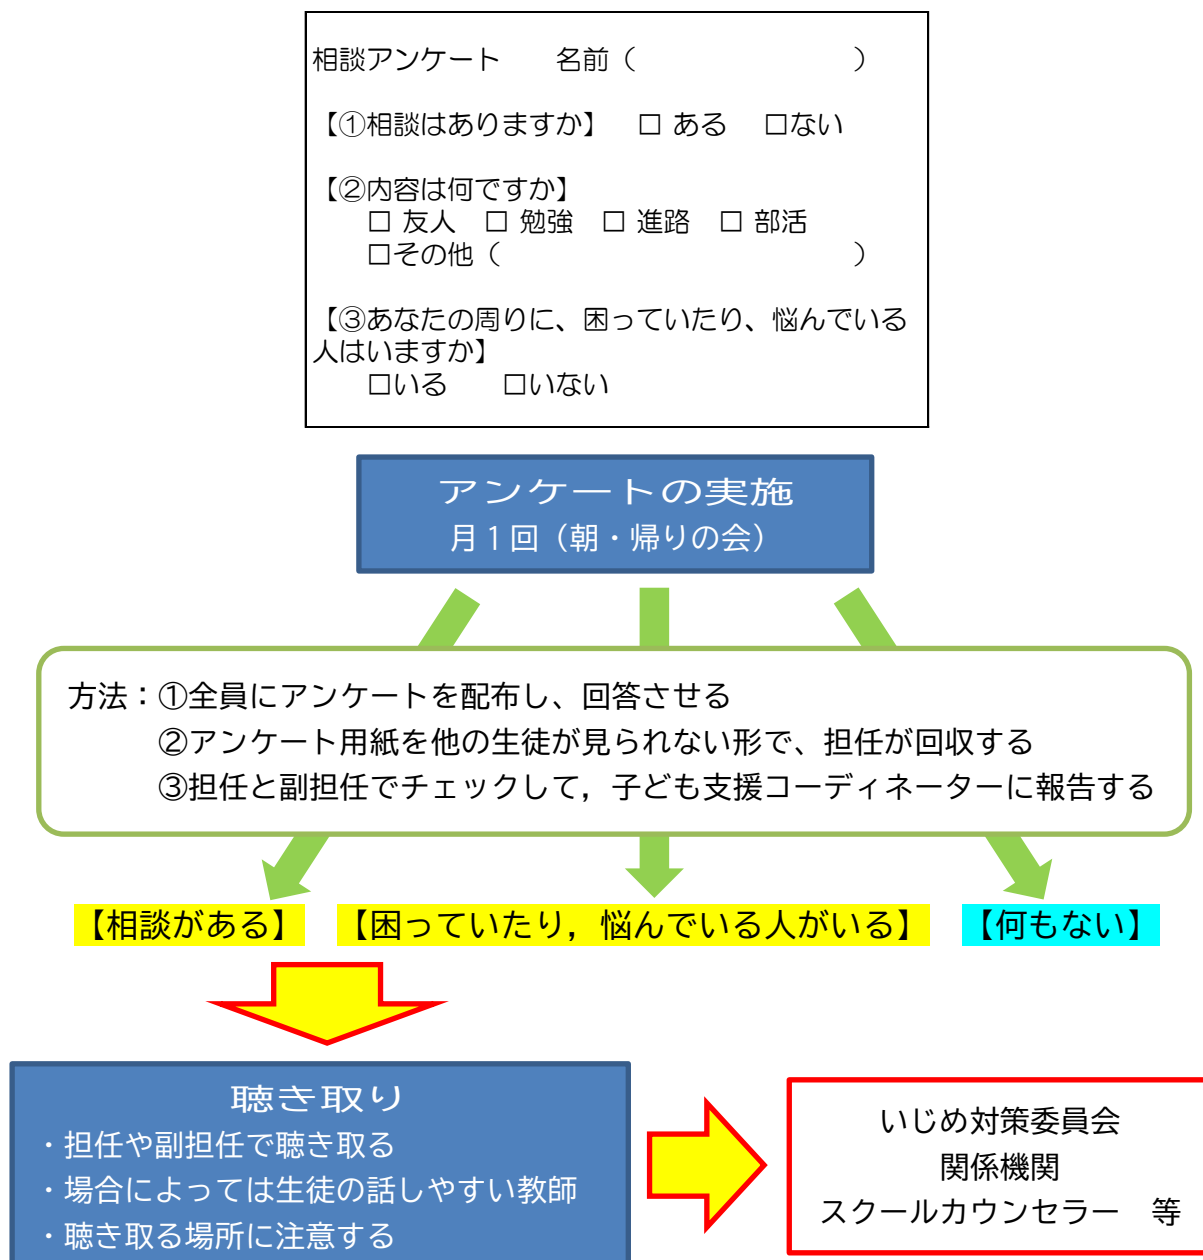 相談アンケート　　名前（　　　　　　　　　　　）
【①相談はありますか】　□ ある　□ない
【②内容は何ですか】
□ 友人　□ 勉強　□ 進路　□ 部活
□その他（　　　　　　　　　　　　　　　　　　）
【③あなたの周りに、困っていたり、悩んでいる
人はいますか】
□いる　　□いない
アンケートの実施
月１回（朝・帰りの会）
方法：①全員にアンケートを配布し、回答させる
②アンケート用紙を他の生徒が見られない形で、担任が回収する
③担任と副担任でチェックして，子ども支援コーディネーターに報告する
【相談がある】　【困っていたり，悩んでいる人がいる】　【何もない】
聴き取り
・担任や副担任で聴き取る
・場合によっては生徒の話しやすい教師
・聴き取る場所に注意する
いじめ対策委員会
関係機関
スクールカウンセラー　等